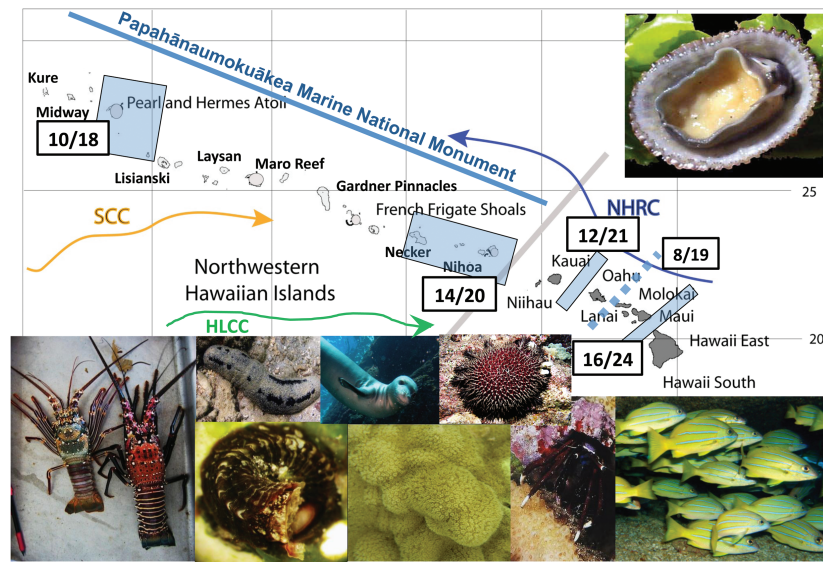 Papahānaumokuākea Marine National Monument
Kure
Pearl and Hermes Atoll
Midway
10/18
Lisianski
Laysan
Maro Reef
Gardner Pinnacles
25
SCC
French Frigate Shoals
NHRC
12/21
8/19
Necker
Kauai
Northwestern
Hawaiian Islands
Nihoa
Oahu
14/20
Niihau
Molokai
Lanai
Maui
HLCC
20
Hawaii East
16/24
Hawaii South